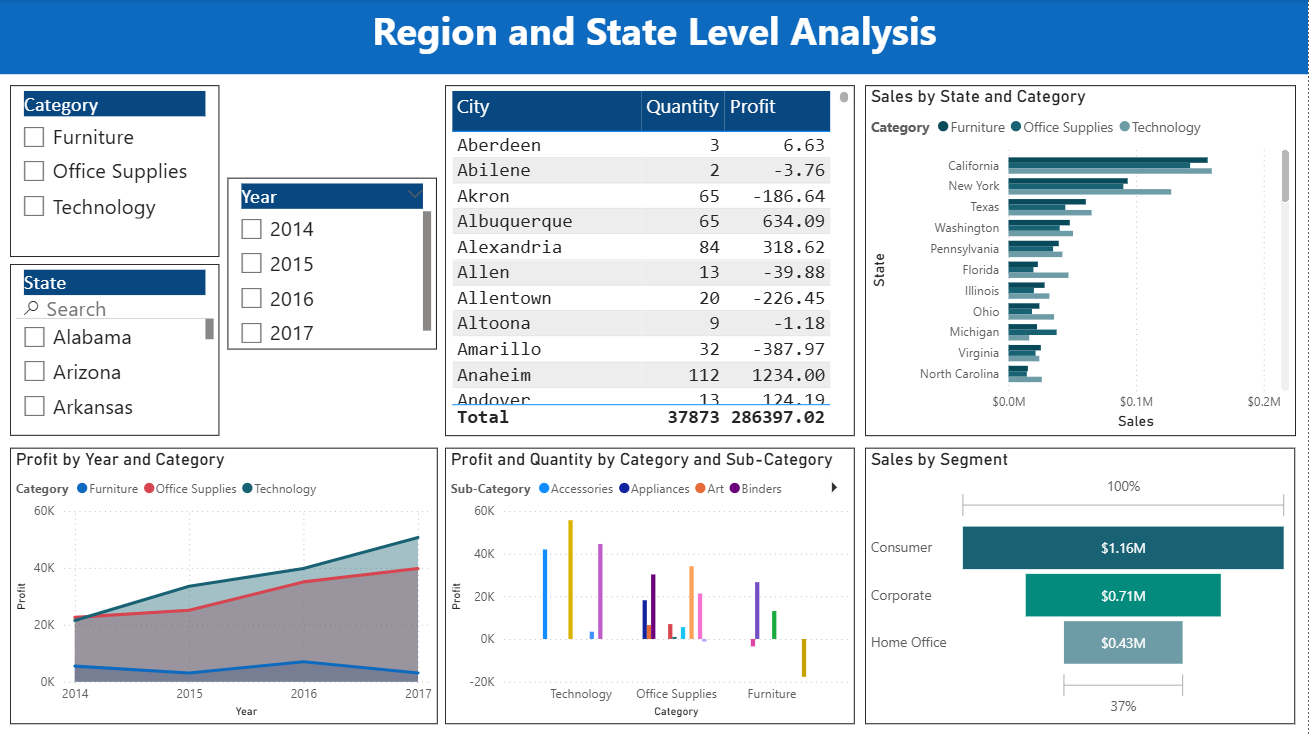 Region and State Level Analysis
Category
Furniture
Office Supplies
Technology
State
Search
Alabama
Arizona
Arkansas
Year
2014
2015
2016
2017
City Quantity Profit
Aberdeen 3 6.63
Abilene 2 -3.76
Akron 65 -186.64
Albuquerque 65 634.09
Alexandria 84 318.62
Allen 13 -39.88
Allentown 20 -226.45
Altoona 9 -1.18
Amarillo 32 -387.97
Anaheim 112 1234.00
Andover 13 124.19
Total 37873 286397.02
Sales by State and Category
Category Furniture Office Supplies Technology
California
New York
Texas
Washington
Pennsylvania
Florida
Illinois
Ohio
Michigan
Virginia
North Carolina
State
$0.0M $0.1M $0.2M
Sales
Profit by Year and Category
Category Furniture Office Supplies Technology
60K
40K
20K
0K
Profit
2014 2015 2016 2017
Year
Profit and Quantity by Category and Sub-Category
Sub-Category Accessories Appliances Art Binders
60K
40K
20K
0K
-20K
Profit
Technology Office Supplies Furniture
Category
Sales by Segment
100%
Consumer $1.16M
Corporate $0.71M
Home Office $0.43M
37%